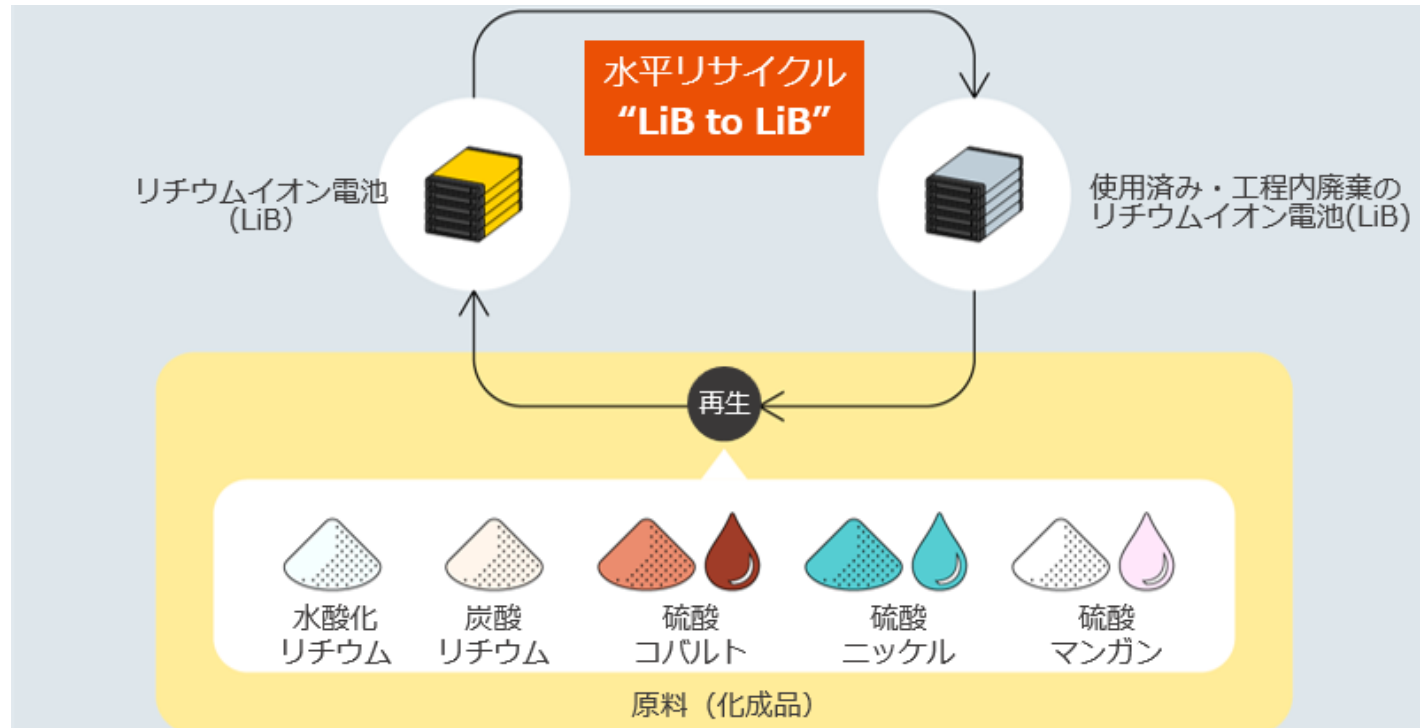 水平リサイクル
“LiB to LiB”
リチウムイオン電池
(LiB)
使用済み・工程内廃棄の
リチウムイオン電池(LiB)
再生
水酸化
リチウム
炭酸
リチウム
硫酸
コバルト
硫酸
ニッケル
硫酸
マンガン
原料（化成品）